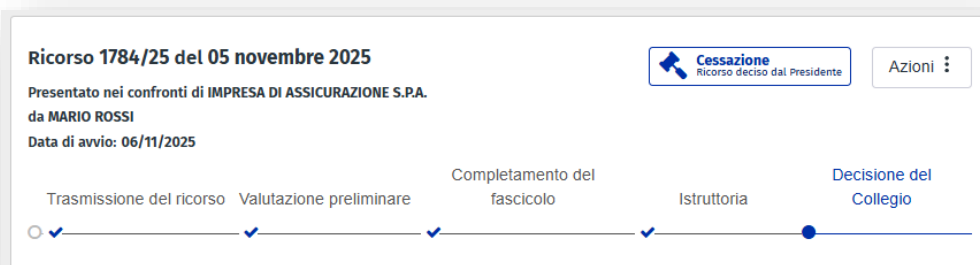 Ricorso 1784/25 del 05 novembre 2025
Cessazione
Ricorso deciso dal Presidente
Azioni
Presentato nei confronti di IMPRESA DI ASSICURAZIONE S.P.A.
da MARIO ROSSI
Data di avvio: 06/11/2025
Trasmissione del ricorso
Valutazione preliminare
Completamento del
fascicolo
Istruttoria
Decisione del
Collegio